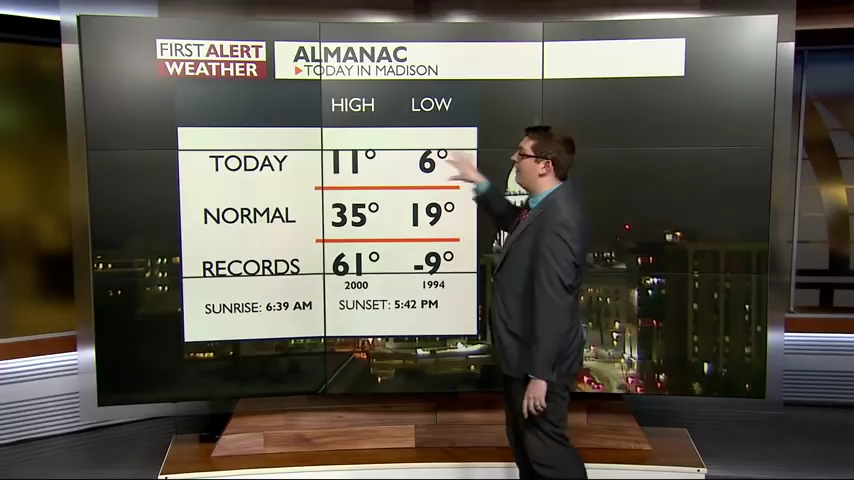 FIRST ALERT
WEATHER
ALMANAC
TODAY IN MADISON
HIGH LOW
TODAY 11° 6°
NORMAL 35° 19°
RECORDS 61° -9°
2000 1994
SUNRISE: 6:39 AM SUNSET: 5:42 PM